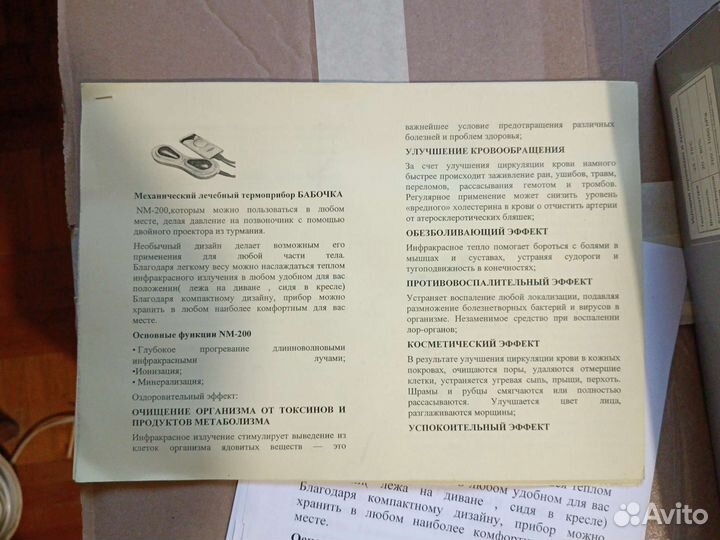 Механический лечебный термоприбор БАБОЧКА
NM-200,которым можно пользоваться в любом
месте, делая давление на позвоночник с помощью
двойного проектора из турмания.
Необычный дизайн делает возможным его
применения для любой части тела.
Благодаря легкому весу можно наслаждаться теплом
инфракрасного излучения в любом удобном для вас
положении( лежа на диване , сидя в кресле)
Благодаря компактному дизайну, прибор можно
хранить в любом наиболее комфортным для вас
месте.
Основные функции NM-200
• Глубокое прогревание длинноволновыми
инфракрасными лучами;
•Ионизация;
• Минерализация;
Оздоровительный эффект:
ОЧИЩЕНИЕ ОРГАНИЗМА ОТ ТОКСИНОВ И
ПРОДУКТОВ МЕТАБОЛИЗМА
Инфракрасное излучение стимулирует выведение из
клеток организма ядовитых веществ — это
важнейшее условие предотвращения различных
болезней и проблем здоровья;
УЛУЧШЕНИЕ КРОВООБРАЩЕНИЯ
За счет улучшения циркуляции крови намного
быстрее происходит заживление ран, ушибов, травм,
переломов, рассасывания гемотом и тромбов.
Регулярное применение может снизить уровень
«вредного» холестерина в крови о отчистить артерии
от атеросклеротических бляшек;
ОБЕЗБОЛИВАЮЩИЙ ЭФФЕКТ
Инфракрасное тепло помогает бороться с болями в
мышцах и суставах, устраняя судороги и
тугоподвижность в конечностях;
ПРОТИВОВОСПАЛИТЕЛЬНЫЙ ЭФФЕКТ
Устраняет воспаление любой локализации, подавляя
размножение болезнетворных бактерий и вирусов в
организме. Незаменимое средство при воспалении
лор-органов;
КОСМЕТИЧЕСКИЙ ЭФФЕКТ
В результате улучшения циркуляции крови в кожных
покровах, очищаются поры, удаляются отмершие
клетки, устраняется угревая сыпь, прыщи, перхоть.
Шрамы и рубцы смягчаются или полностью
рассасываются. Улучшается цвет лица,
разглаживаются морщины;
УСПОКОИТЕЛЬНЫЙ ЭФФЕКТ
теплом
в любом удобном для вас
лежа на диване , сидя в кресле)
Благодаря компактному дизайну, прибор можно
хранить в любом наиболее
месте.
Avito